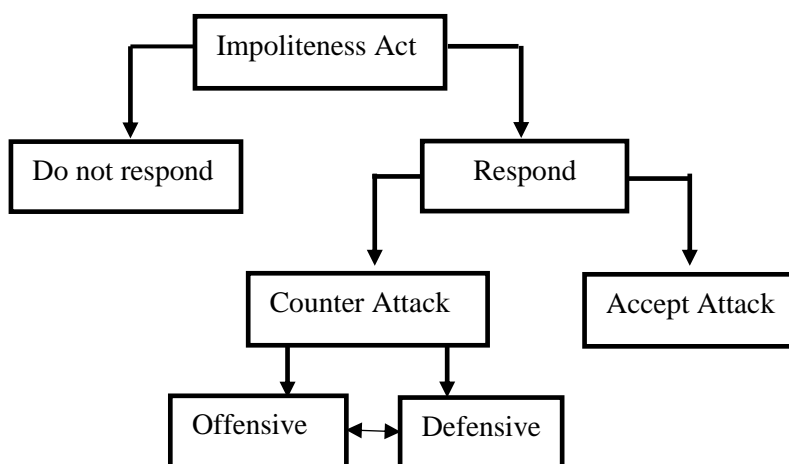 Impoliteness Act
Do not respond
Respond
Counter Attack
Accept Attack
Offensive
Defensive